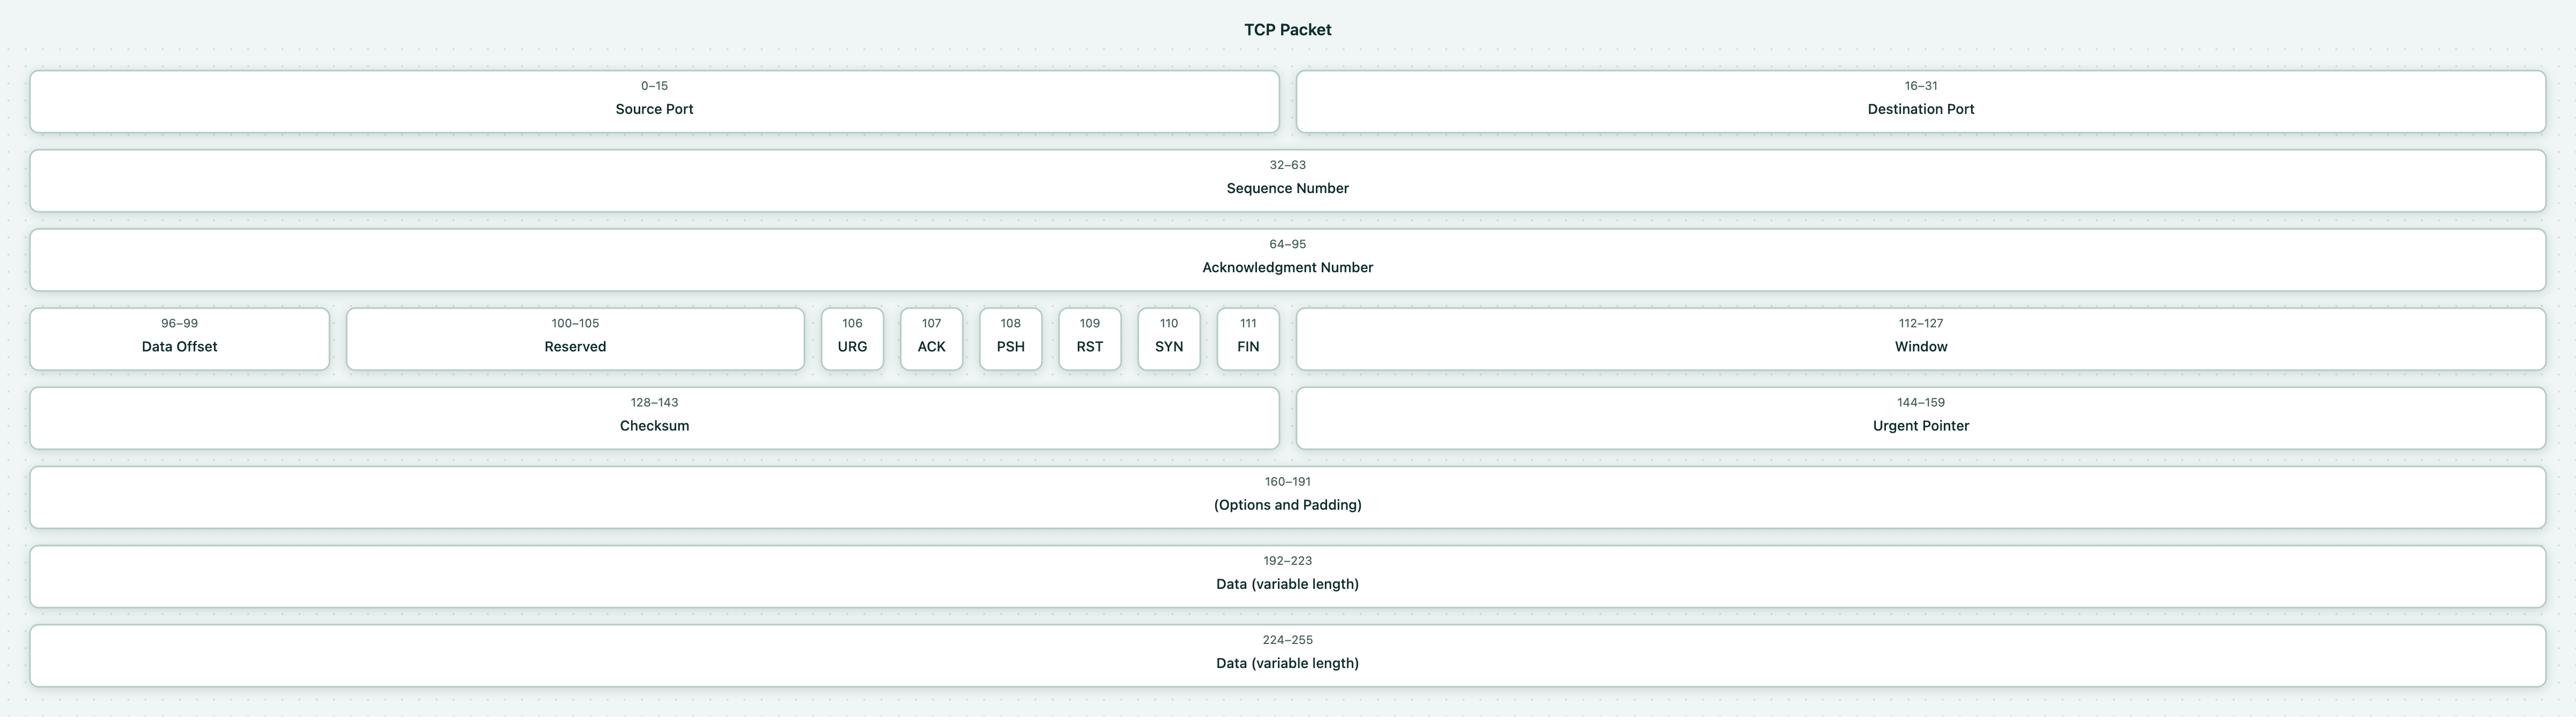 TCP Packet
0–15
Source Port
16–31
Destination Port
32–63
Sequence Number
64–95
Acknowledgment Number
96–99
Data Offset
100–105
Reserved
106
URG
107
ACK
108
PSH
109
RST
110
SYN
111
FIN
112–127
Window
128–143
Checksum
144–159
Urgent Pointer
160–191
(Options and Padding)
192–223
Data (variable length)
224–255
Data (variable length)